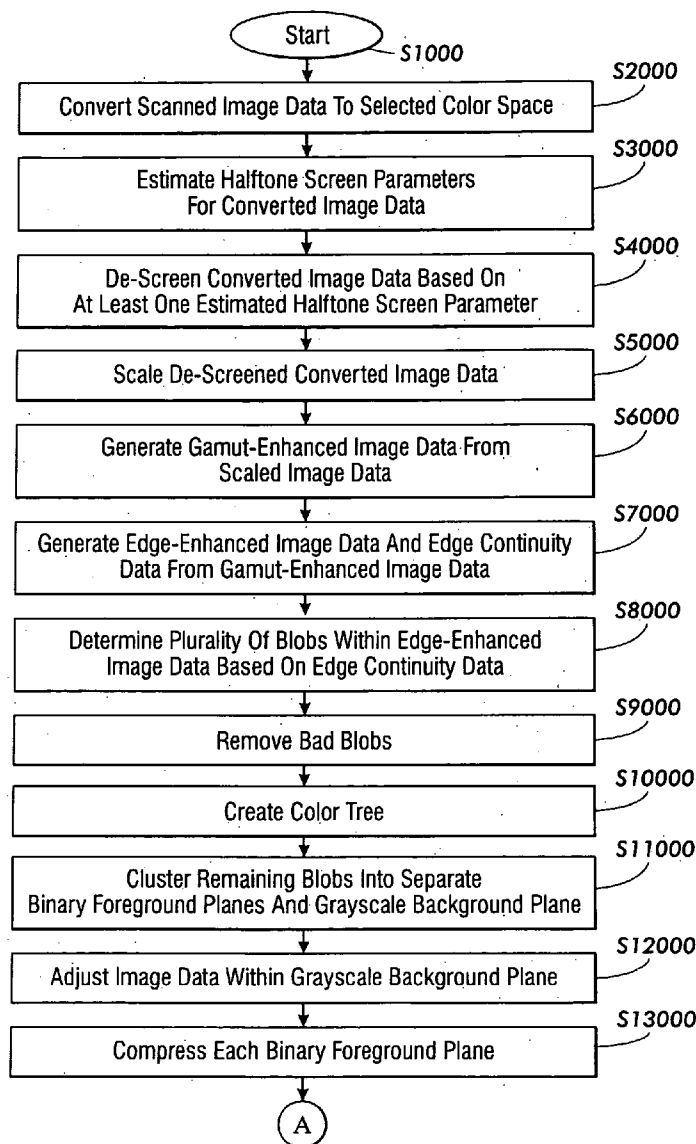 Start
S1000
S2000
Convert Scanned Image Data To Selected Color Space
S3000
Estimate Halftone Screen Parameters
For Converted Image Data
S4000
De-Screen Converted Image Data Based On
At Least One Estimated Halftone Screen Parameter
S5000
Scale De-Screened Converted Image Data
S6000
Generate Gamut-Enhanced Image Data From
Scaled Image Data
S7000
Generate Edge-Enhanced Image Data And Edge Continuity
Data From Gamut-Enhanced Image Data
S8000
Determine Plurality Of Blobs Within Edge-Enhanced
Image Data Based On Edge Continuity Data
S9000
Remove Bad Blobs
S10000
Create Color Tree
S11000
Cluster Remaining Blobs Into Separate
Binary Foreground Planes And Grayscale Background Plane
S12000
Adjust Image Data Within Grayscale Background Plane
S13000
Compress Each Binary Foreground Plane
A